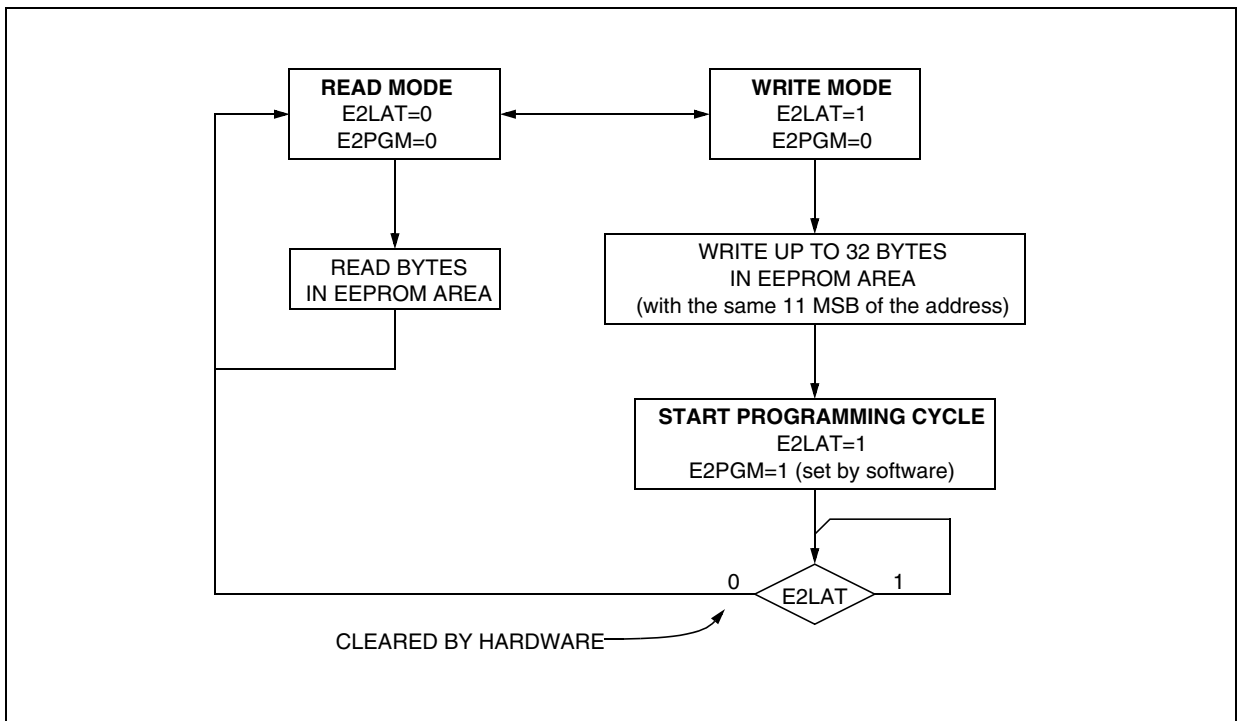 READ MODE
E2LAT=0
E2PGM=0
WRITE MODE
E2LAT=1
E2PGM=0
READ BYTES
IN EEPROM AREA
WRITE UP TO 32 BYTES
IN EEPROM AREA
(with the same 11 MSB of the address)
START PROGRAMMING CYCLE
E2LAT=1
E2PGM=1 (set by software)
0
E2LAT
1
CLEARED BY HARDWARE